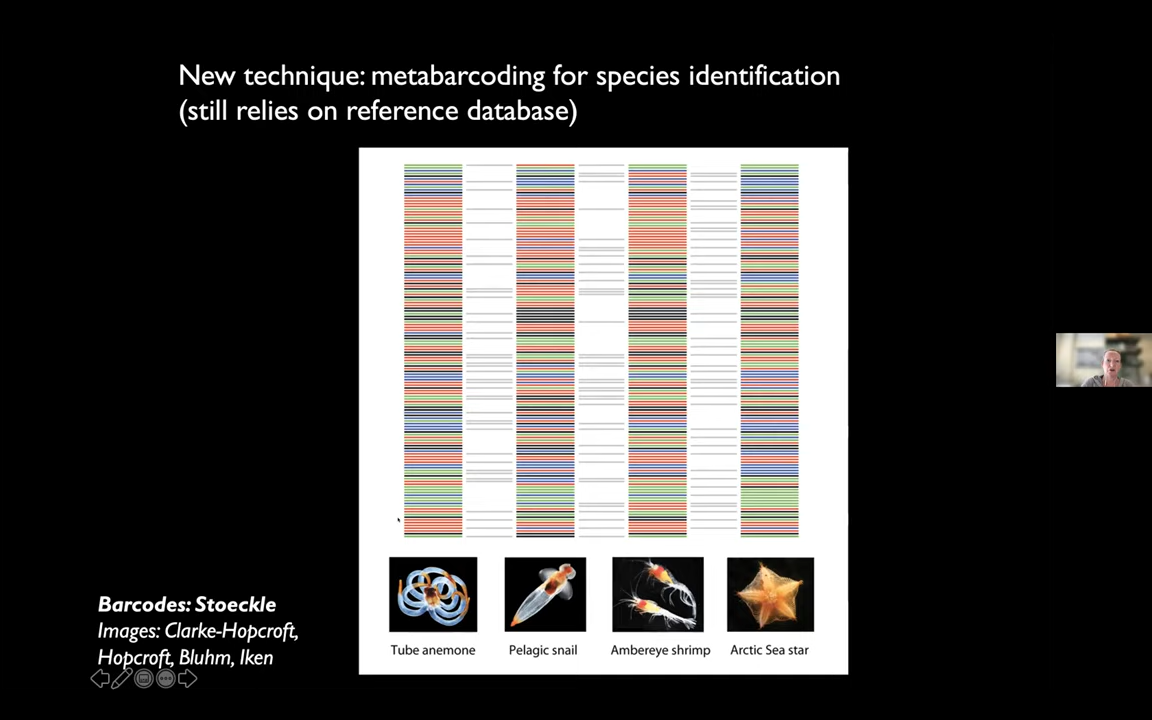 New technique: metabarcoding for species identification
(still relies on reference database)
Barcodes: Stoeckle
Images: Clarke-Hopcroft,
Hopcroft, Bluhm, Iken
Tube anemone
Pelagic snail
Ambereye shrimp
Arctic Sea star